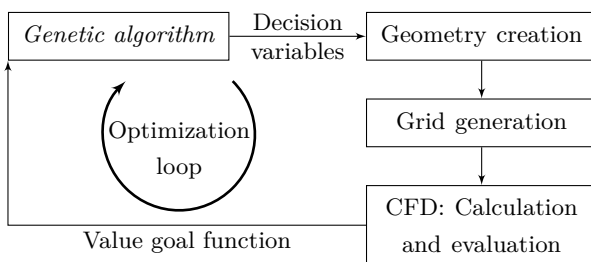 Genetic algorithm
Decision
variables
Geometry creation
Grid generation
Optimization
loop
CFD: Calculation
and evaluation
Value goal function